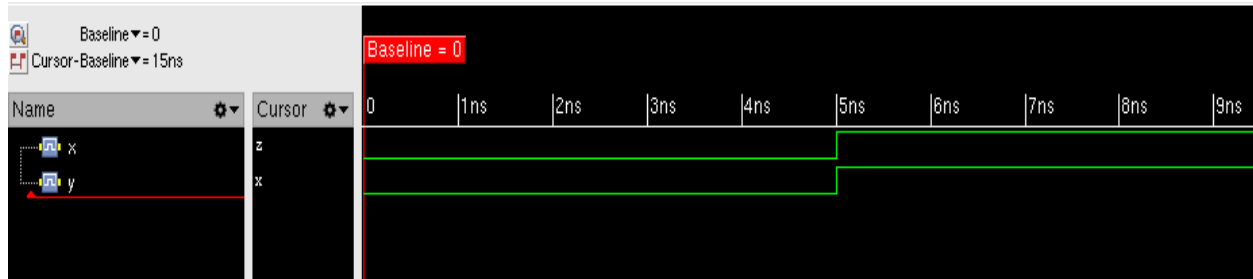 Baseline▼= 0
Cursor-Baseline▼= 15ns
Baseline = 0
Name Cursor 0 |1ns |2ns |3ns |4ns |5ns |6ns |7ns |8ns |9ns
x z
y x